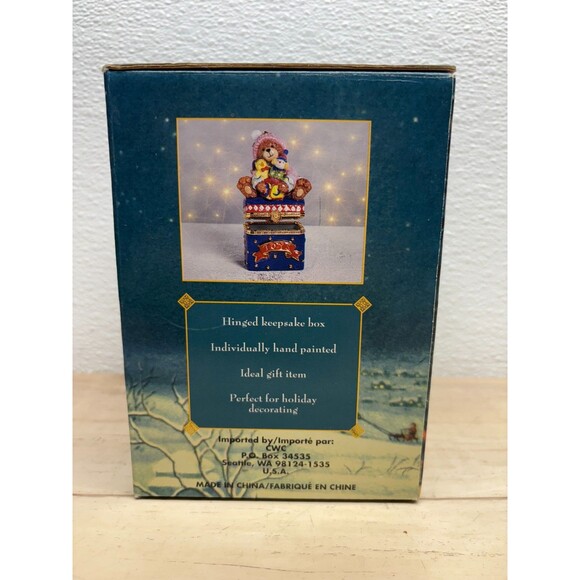 Hinged keepsake box
Individually hand painted
Ideal gift item
Perfect for holiday
decorating
Imported by/Importé par:
CWC
P.O. Box 34535
Seattle, WA 98124-1535
U.S.A.
MADE IN CHINA/FABRIQUÉ EN CHINE